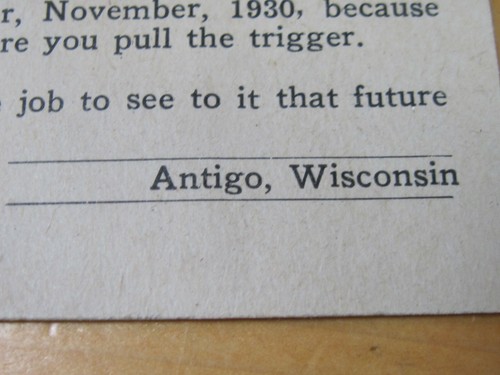 r, November, 1930, because
re you pull the trigger.
job to see to it that future
Antigo, Wisconsin